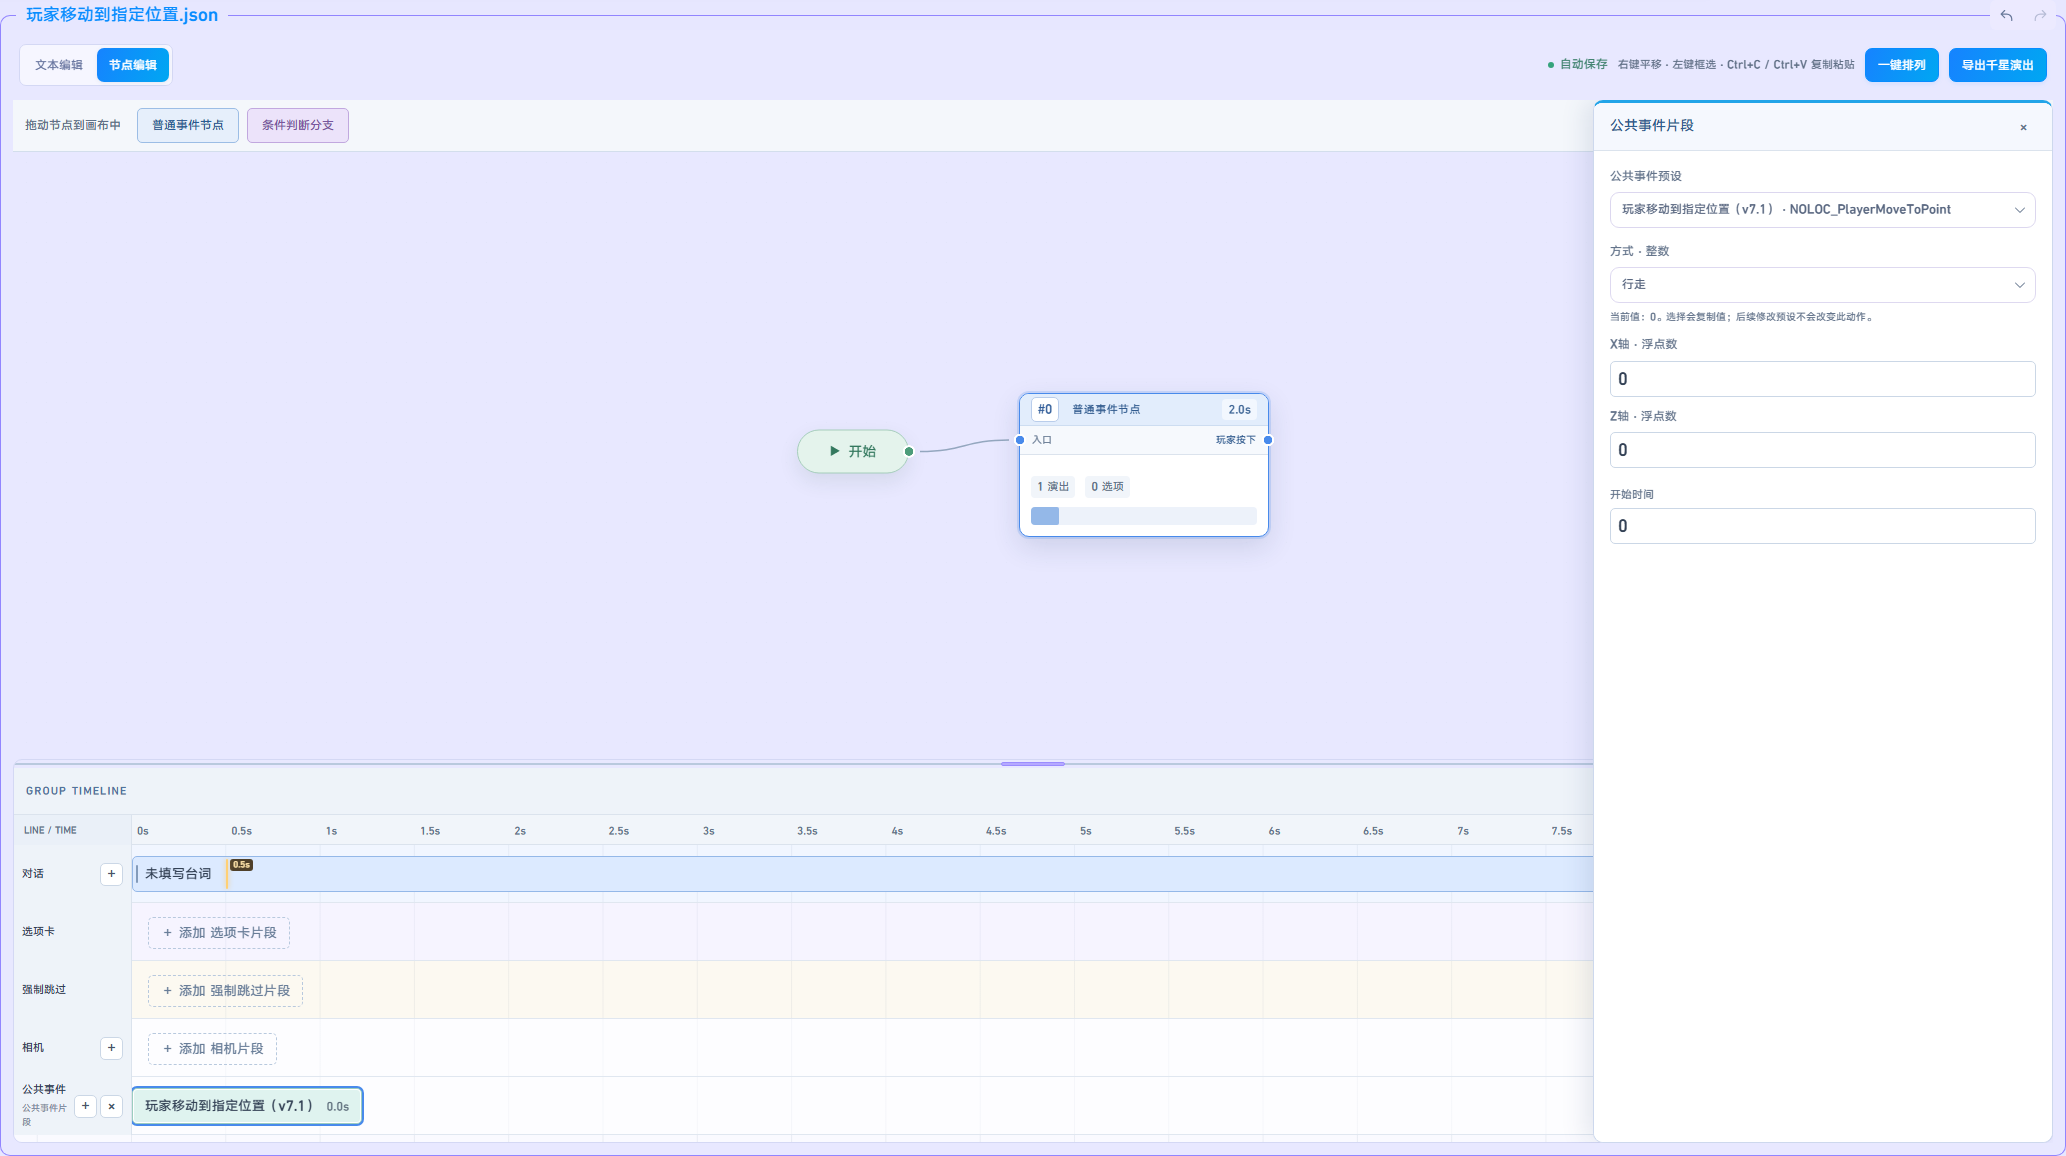 玩家移动到指定位置.json
文本编辑
节点编辑
自动保存
右键平移 · 左键框选 · Ctrl+C / Ctrl+V 复制粘贴
一键排列
导出千星演出
拖动节点到画布中
普通事件节点
条件判断分支
开始
#0
普通事件节点
2.0s
入口
玩家按下
1 演出
0 选项
公共事件片段
×
公共事件预设
玩家移动到指定位置（v7.1） · NOLOC_PlayerMoveToPoint
方式 · 整数
行走
当前值：0。选择会复制值；后续修改预设不会改变此动作。
X轴 · 浮点数
0
Z轴 · 浮点数
0
开始时间
0
GROUP TIMELINE
LINE / TIME
0s
0.5s
1s
1.5s
2s
2.5s
3s
3.5s
4s
4.5s
5s
5.5s
6s
6.5s
7s
7.5s
对话
+
未填写台词
0.5s
选项卡
+ 添加 选项卡片段
强制跳过
+ 添加 强制跳过片段
相机
+
+ 添加 相机片段
公共事件
公共事件片
段
+
×
玩家移动到指定位置（v7.1）
0.0s